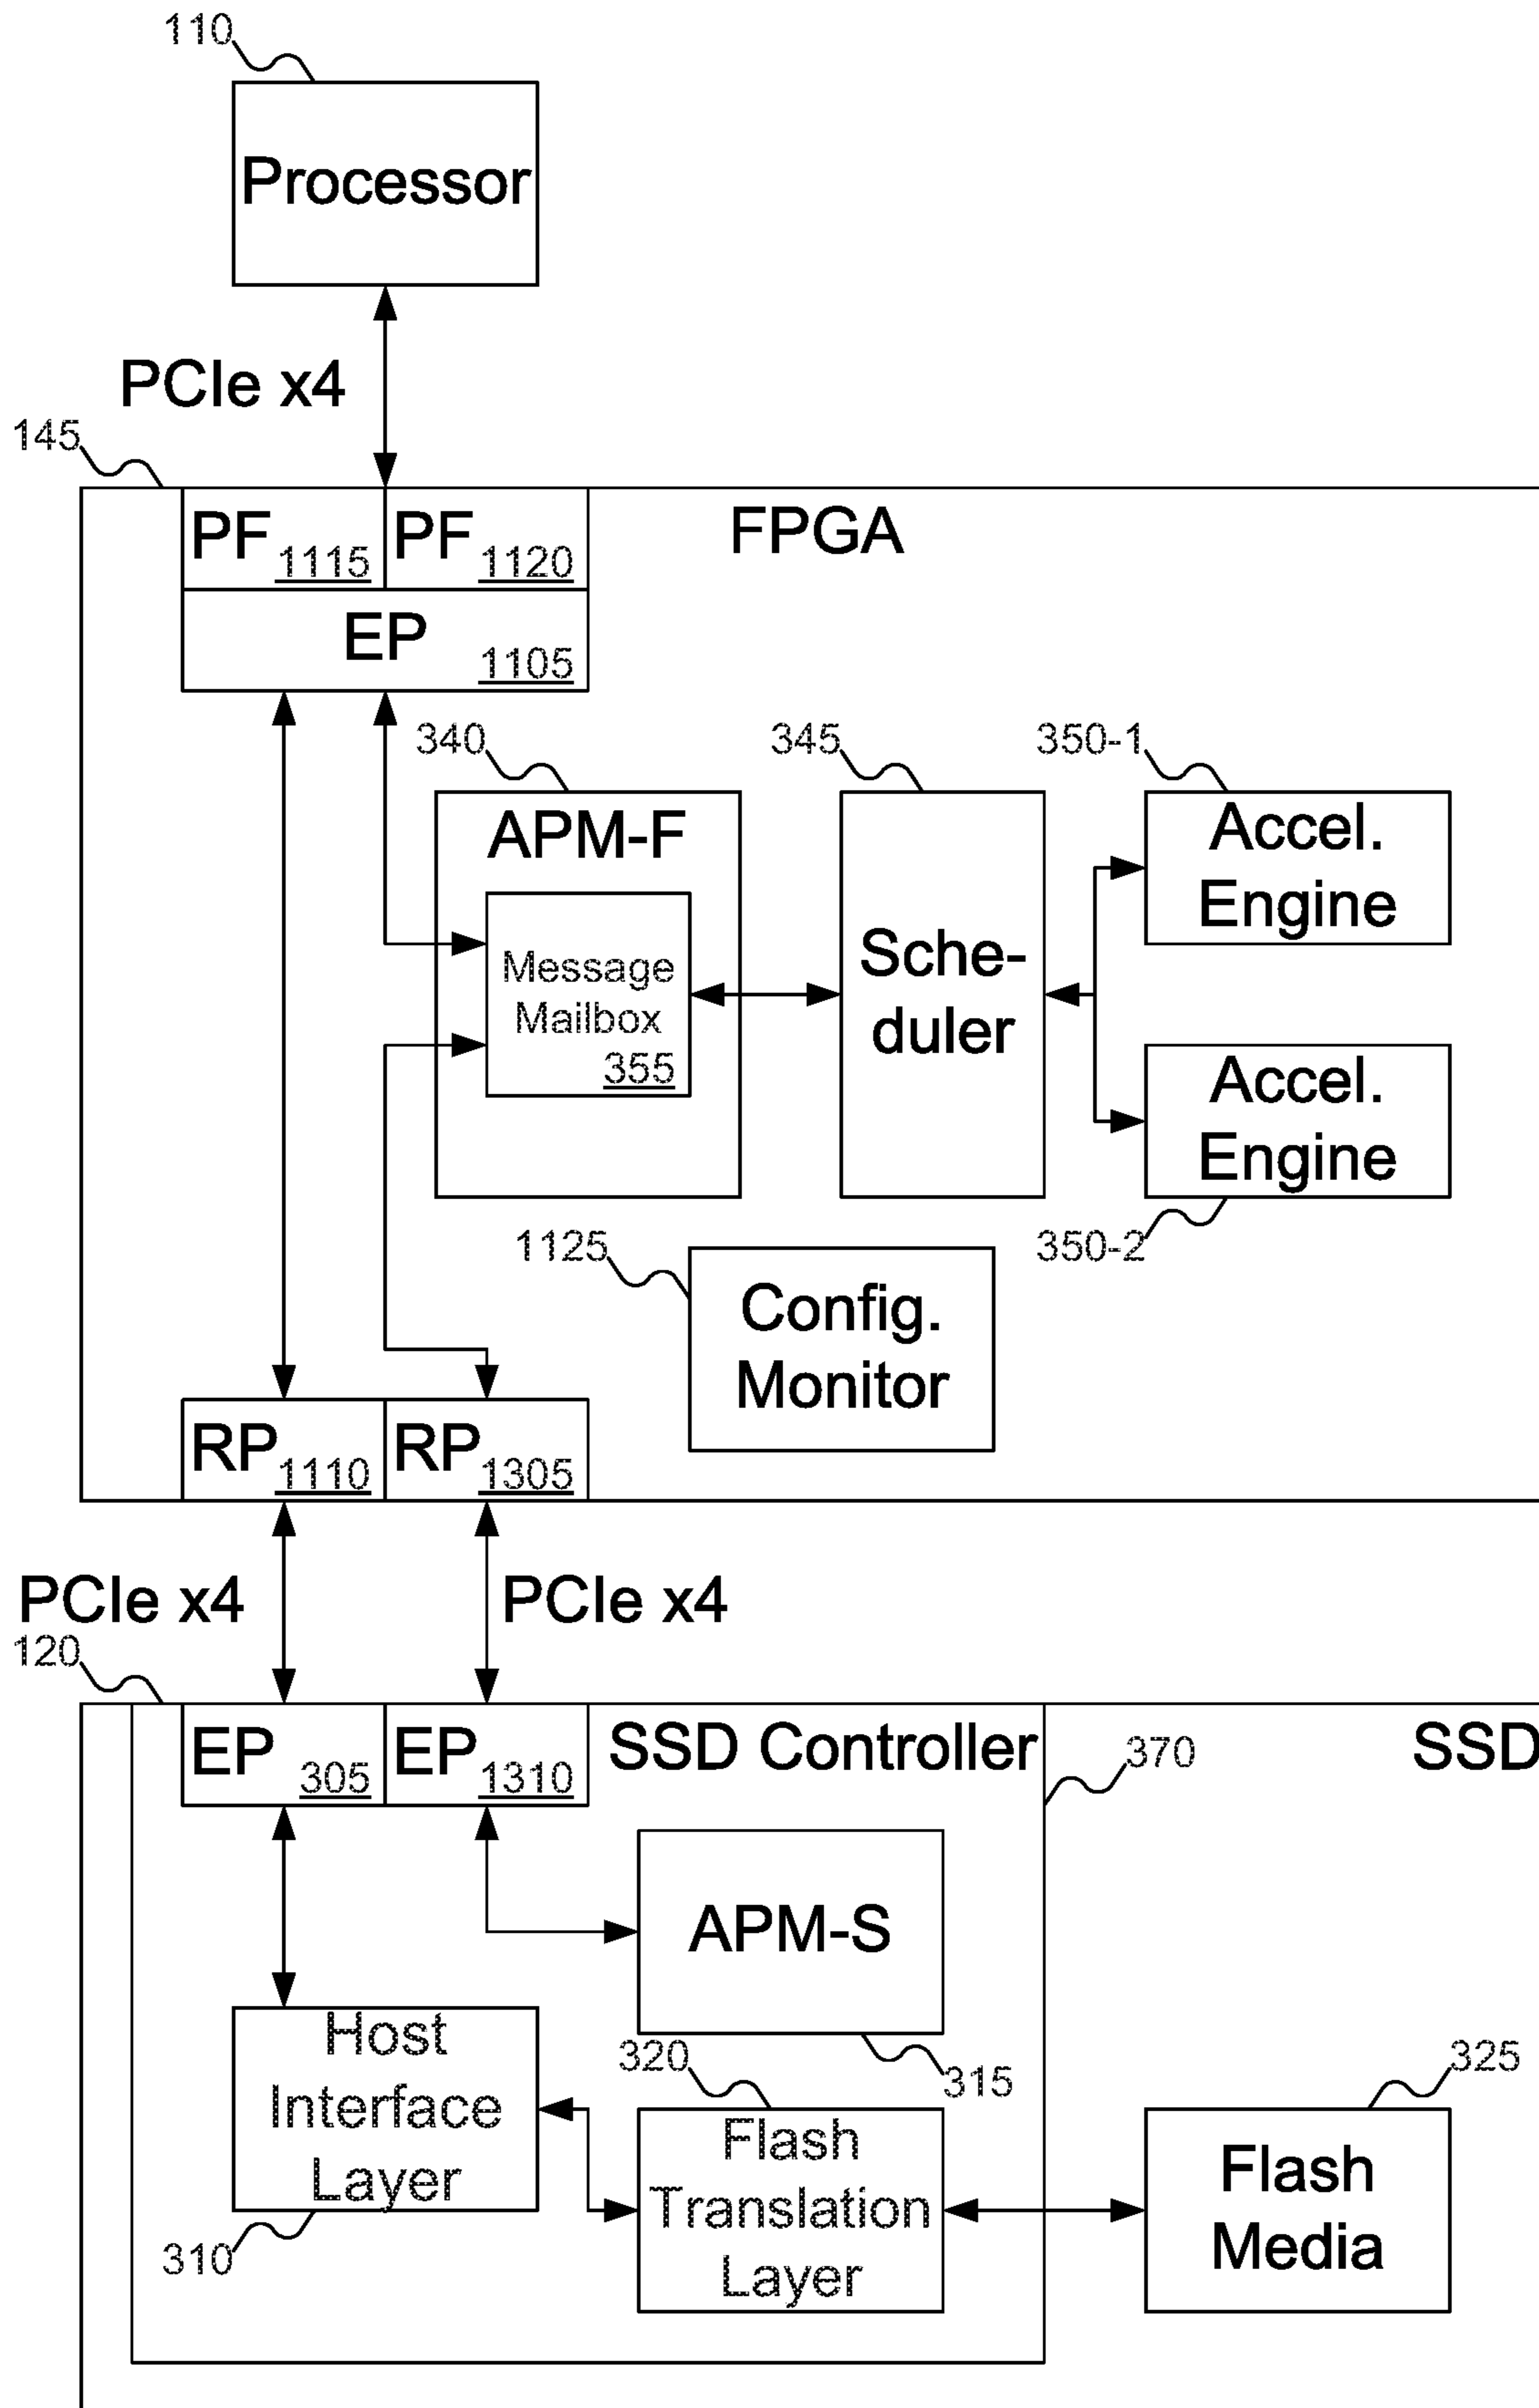 110
Processor
PCIe x4
145
PF 1115
PF 1120
FPGA
EP 1105
340
345
350-1
APM-F
Message
Mailbox
355
Sche-
duler
Accel.
Engine
Accel.
Engine
350-2
1125
Config.
Monitor
RP 1110
RP 1305
PCIe x4
PCIe x4
120
EP 305
EP 1310
SSD Controller
370
SSD
APM-S
315
Host
Interface
Layer
310
320
Flash
Translation
Layer
325
Flash
Media